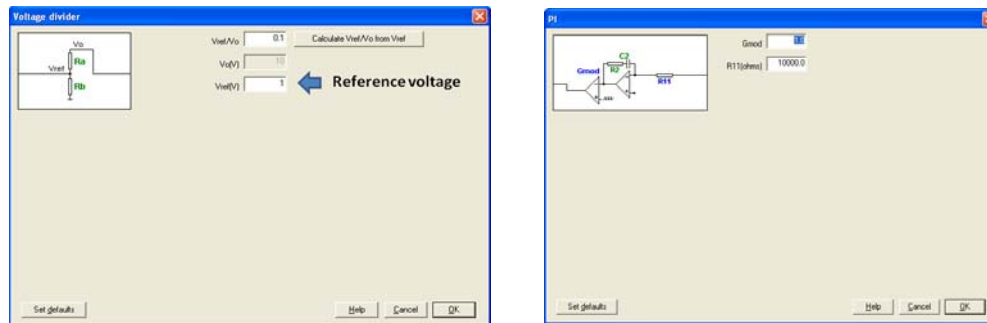 Voltage divider
Vo
Ra
Vref
Rb
Vref/Vo 0.1 Calculate Vref/Vo from Vref
Vo(V) 10
Vref(V) 1 Reference voltage
Set defaults Help Cancel OK
PI
C2
Gmod R2
R11
Gmod
R11(ohms) 10000.0
Set defaults Help Cancel OK